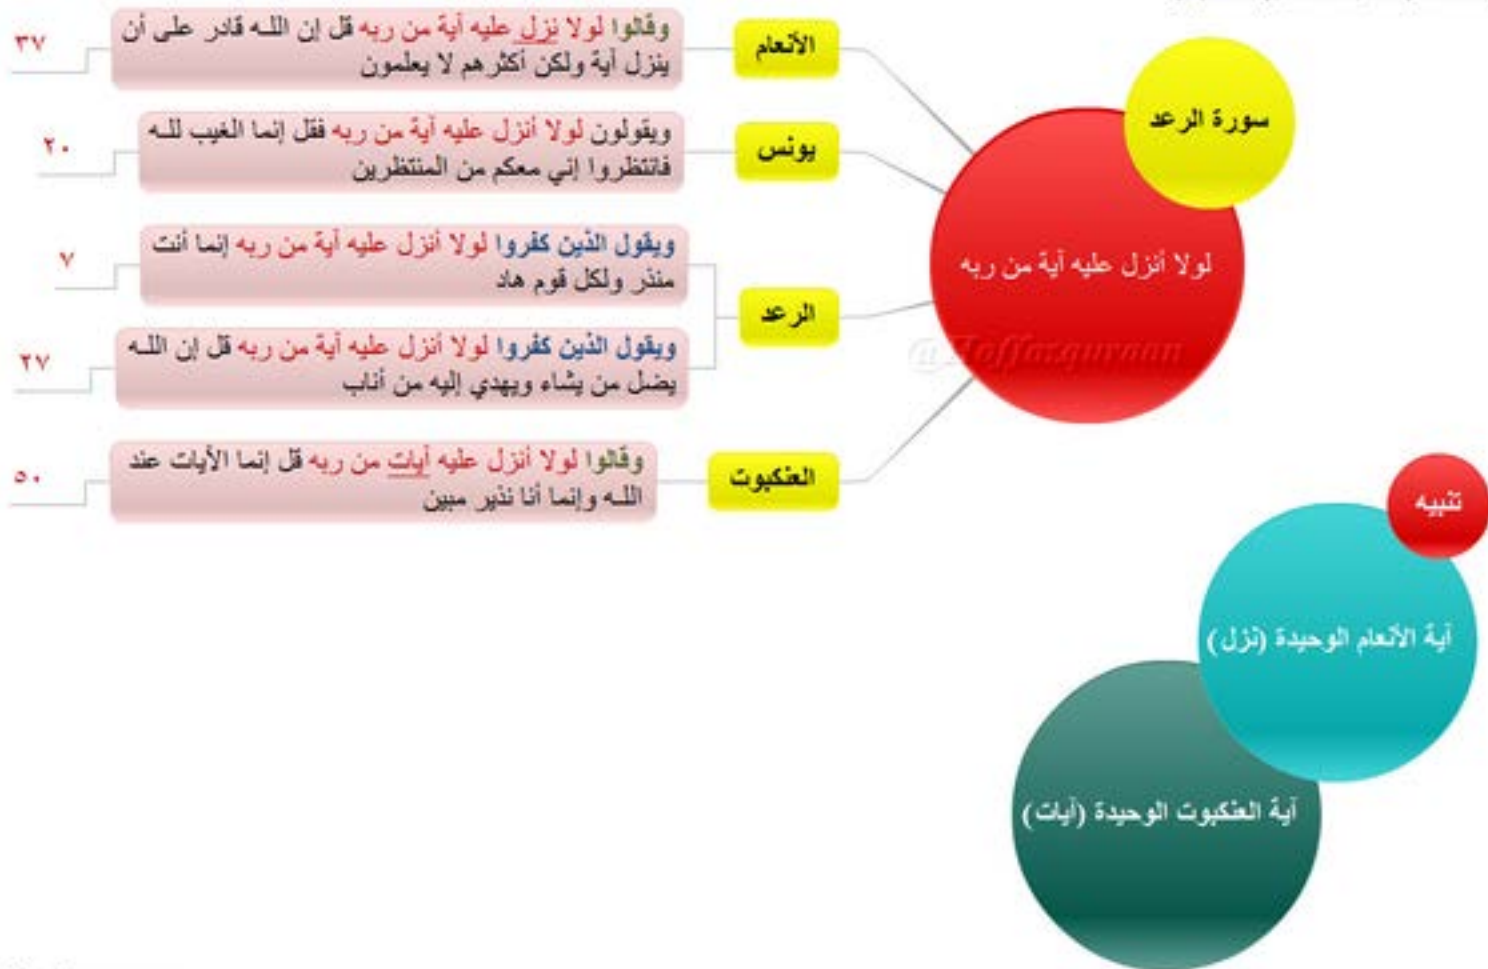 سورة الرعد
لولا أنزل عليه آية من ربه
@Hoffazquraan
الأنعام
وقالوا لولا نزل عليه آية من ربه قل إن اللـه قادر على أن
ينزل آية ولكن أكثرهم لا يعلمون
٣٧
يونس
ويقولون لولا أنزل عليه آية من ربه فقل إنما الغيب للـه
فانتظروا إني معكم من المنتظرين
٢٠
الرعد
ويقول الذين كفروا لولا أنزل عليه آية من ربه إنما أنت
منذر ولكل قوم هاد
٧
ويقول الذين كفروا لولا أنزل عليه آية من ربه قل إن اللـه
يضل من يشاء ويهدي إليه من أناب
٢٧
العنكبوت
وقالوا لولا أنزل عليه آيات من ربه قل إنما الآيات عند
اللـه وإنما أنا نذير مبين
٥٠
تنبيه
آية الأنعام الوحيدة (نزل)
آية العنكبوت الوحيدة (آيات)